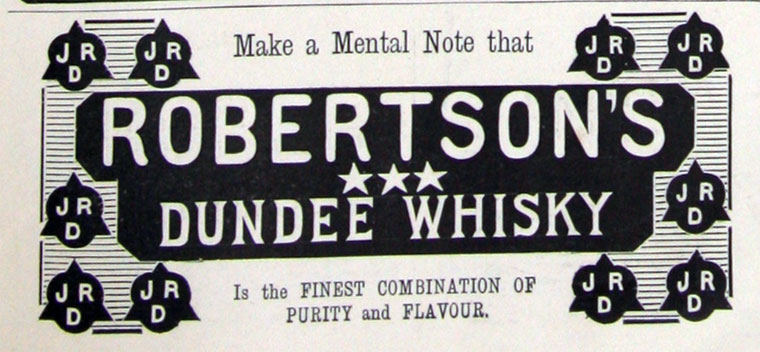 JR
D
JR
D
Make a Mental Note that
JR
D
JR
D
ROBERTSON'S
DUNDEE WHISKY
JR
D
JR
D
JR
D
JR
D
Is the FINEST COMBINATION OF
PURITY and FLAVOUR.
JR
D
JR
D